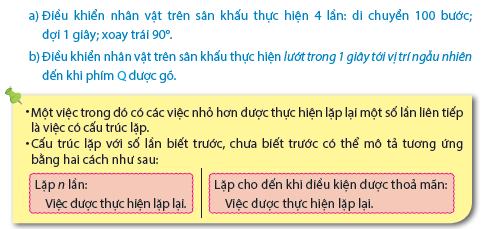 a) Điều khiển nhân vật trên sân khấu thực hiện 4 lần: di chuyển 100 bước;
đợi 1 giây; xoay trái 90°.
b) Điều khiển nhân vật trên sân khấu thực hiện lướt trong 1 giây tới vị trí ngẫu nhiên
đến khi phím Q được gõ.
•Một việc trong đó có các việc nhỏ hơn được thực hiện lặp lại một số lần liên tiếp
là việc có cấu trúc lặp.
•Cấu trúc lặp với số lần biết trước, chưa biết trước có thể mô tả tương ứng
bằng hai cách như sau:
Lặp n lần:
Việc được thực hiện lặp lại.
Lặp cho đến khi điều kiện được thoả mãn:
Việc được thực hiện lặp lại.